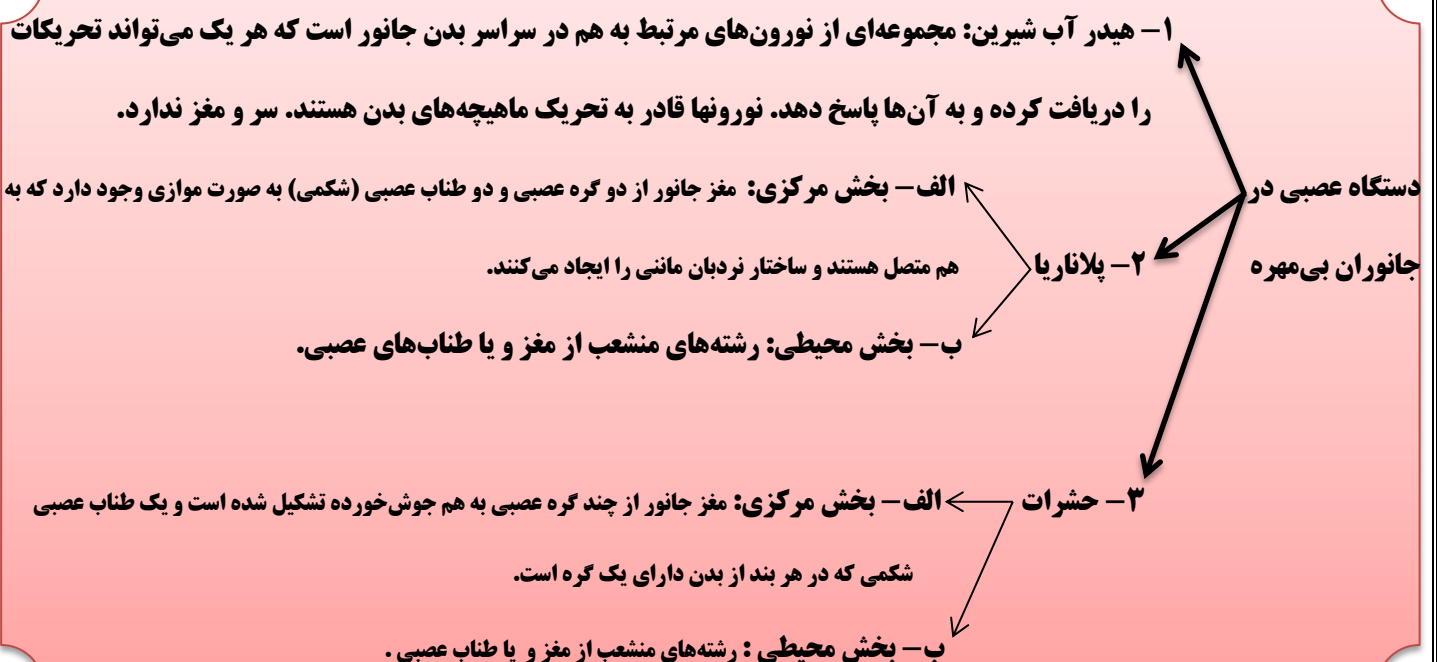 ۱– هیدر آب شیرین: مجموعه‌ای از نورون‌های مرتبط به هم در سراسر بدن جانور است که هر یک می‌تواند تحریکات
را دریافت کرده و به آن‌ها پاسخ دهد. نورونها قادر به تحریک ماهیچه‌های بدن هستند. سر و مغز ندارد.
دستگاه عصبی در
جانوران بی‌مهره
۲– پلاناریا
الف– بخش مرکزی: مغز جانور از دو گره عصبی و دو طناب عصبی (شکمی) به صورت موازی وجود دارد که به
هم متصل هستند و ساختار نردبان مانندی را ایجاد می‌کنند.
ب– بخش محیطی: رشته‌های منشعب از مغز و یا طناب‌های عصبی.
۳– حشرات
الف– بخش مرکزی: مغز جانور از چند گره عصبی به هم جوش‌خورده تشکیل شده است و یک طناب عصبی
شکمی که در هر بند از بدن دارای یک گره است.
ب– بخش محیطی : رشته‌های منشعب از مغز و یا طناب عصبی .